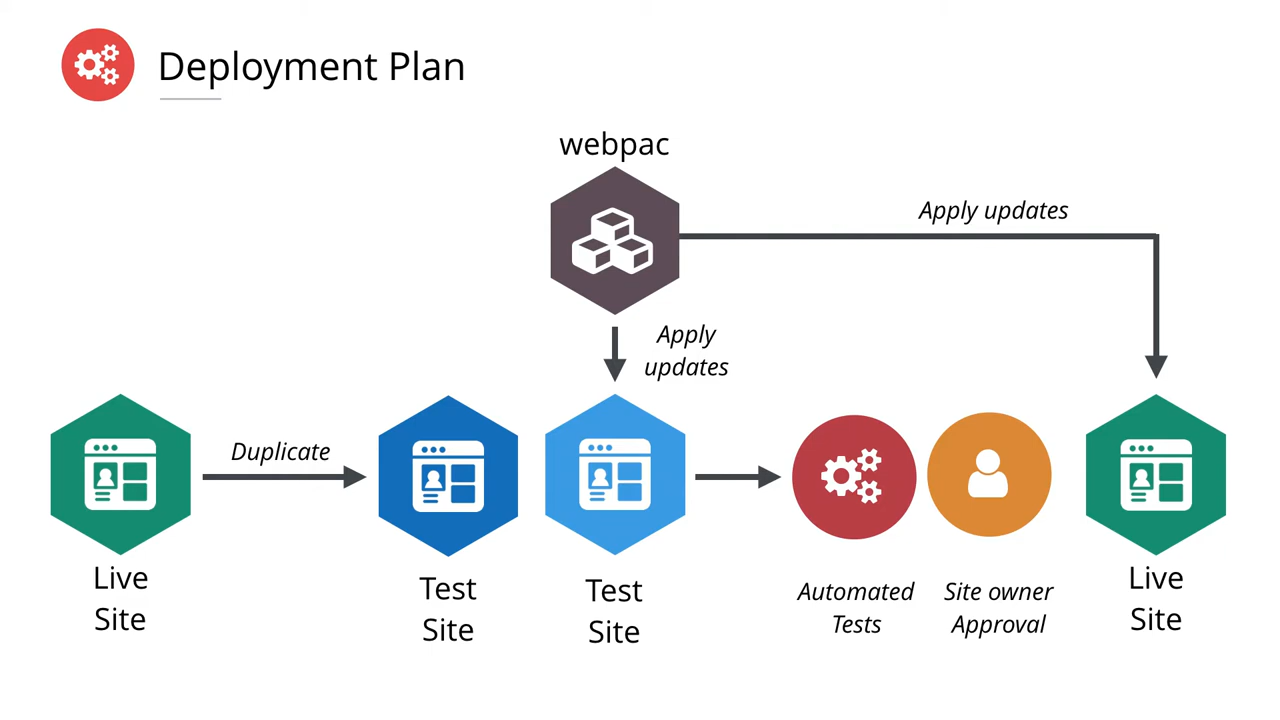 Deployment Plan
webpac
Apply updates
Apply
updates
Duplicate
Live
Site
Test
Site
Test
Site
Automated
Tests
Site owner
Approval
Live
Site